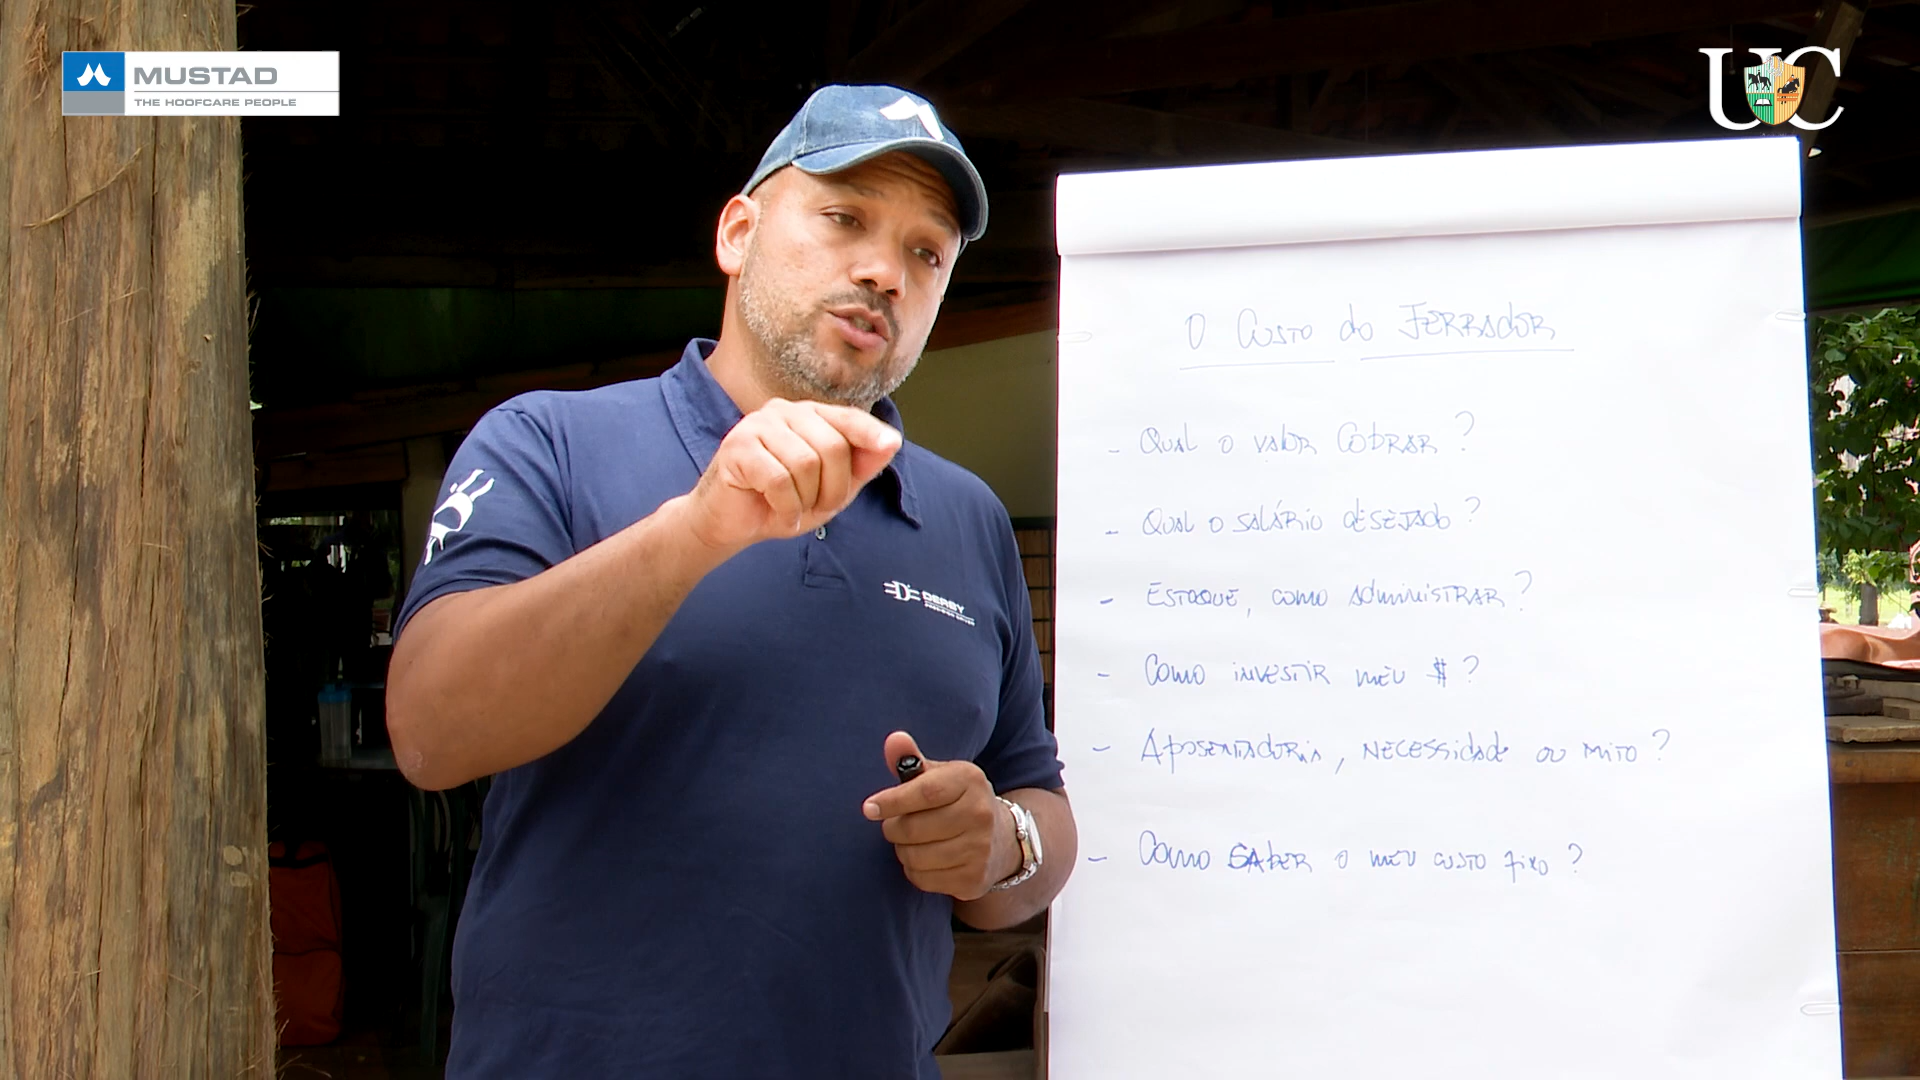 MUSTAD
THE HOOFCARE PEOPLE
UC
O Custo do FERRADOR
- QUAL O VALOR COBRAR ?
- QUAL O SALÁRIO DESEJADO ?
- ESTOQUE, COMO ADMINISTRAR ?
- COMO INVESTIR MEU $ ?
- APOSENTADORIA, NECESSIDADE OU MITO ?
- COMO SABER O MEU CUSTO FIXO ?
DERBY